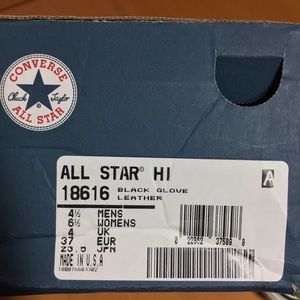 CONVERSE
Chuck Taylor
ALL STAR
ALL STAR® HI
18616 BLACK GLOVE
LEATHER
A
4½ MENS
6½ WOMENS
4 UK
37 EUR
23.5 JPN
MADE IN U.S.A